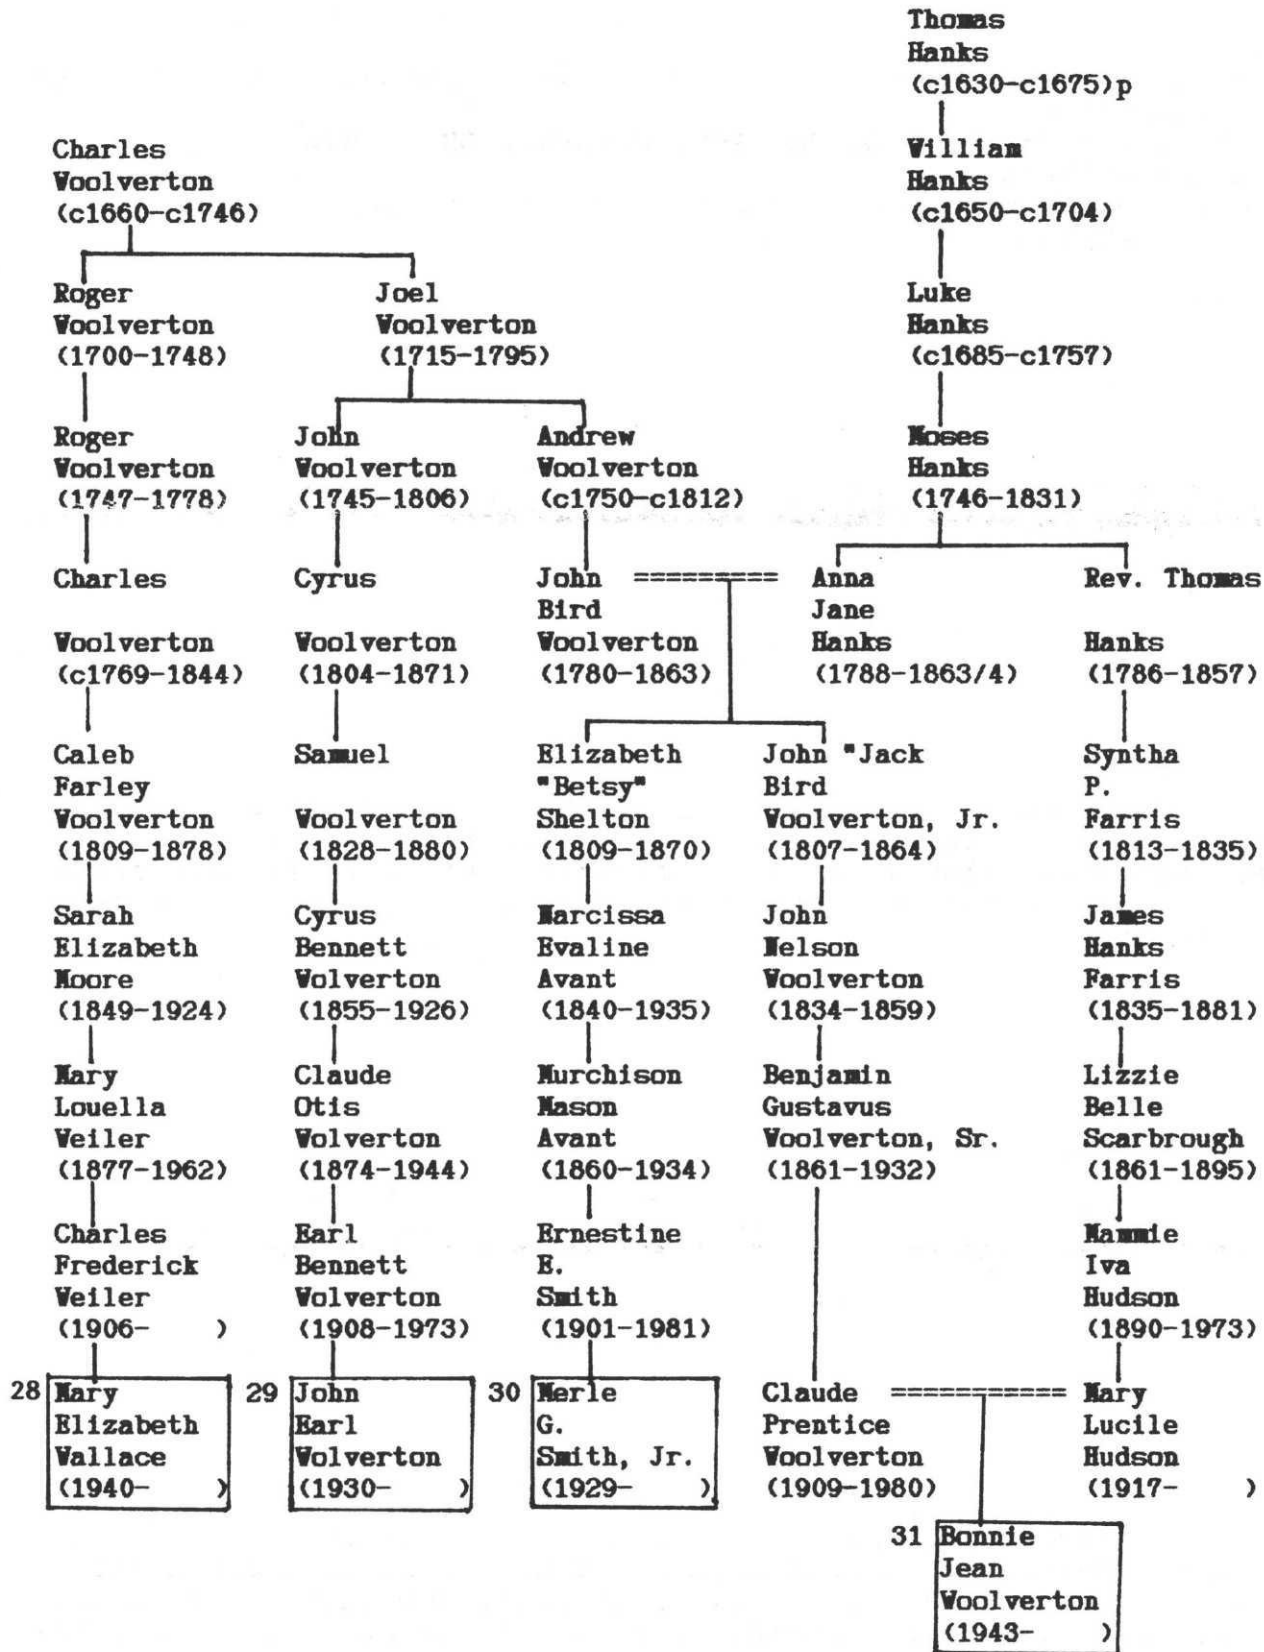 Thomas
Hanks
(c1630-c1675)p
Charles
Woolverton
(c1660-c1746)
William
Hanks
(c1650-c1704)
Roger
Woolverton
(1700-1748)
Joel
Woolverton
(1715-1795)
Luke
Hanks
(c1685-c1757)
Roger
Woolverton
(1747-1778)
John
Woolverton
(1745-1806)
Andrew
Woolverton
(c1750-c1812)
Moses
Hanks
(1746-1831)
Charles
Woolverton
(c1769-1844)
Cyrus
Woolverton
(1804-1871)
John =========
Bird
Woolverton
(1780-1863)
Anna
Jane
Hanks
(1788-1863/4)
Rev. Thomas
Hanks
(1786-1857)
Caleb
Farley
Woolverton
(1809-1878)
Samuel
Woolverton
(1828-1880)
Elizabeth
"Betsy"
Shelton
(1809-1870)
John "Jack
Bird
Woolverton, Jr.
(1807-1864)
Syntha
P.
Farris
(1813-1835)
Sarah
Elizabeth
Moore
(1849-1924)
Cyrus
Bennett
Wolverton
(1855-1926)
Narcissa
Evaline
Avant
(1840-1935)
John
Nelson
Woolverton
(1834-1859)
James
Hanks
Farris
(1835-1881)
Mary
Louella
Weiler
(1877-1962)
Claude
Otis
Wolverton
(1874-1944)
Murchison
Mason
Avant
(1860-1934)
Benjamin
Gustavus
Woolverton, Sr.
(1861-1932)
Lizzie
Belle
Scarbrough
(1861-1895)
Charles
Frederick
Weiler
(1906- )
Earl
Bennett
Wolverton
(1908-1973)
Ernestine
E.
Smith
(1901-1981)
Mammie
Iva
Hudson
(1890-1973)
28 Mary
Elizabeth
Wallace
(1940- )
29 John
Earl
Wolverton
(1930- )
30 Merle
G.
Smith, Jr.
(1929- )
Claude ===========
Prentice
Woolverton
(1909-1980)
Mary
Lucile
Hudson
(1917- )
31 Bonnie
Jean
Woolverton
(1943- )